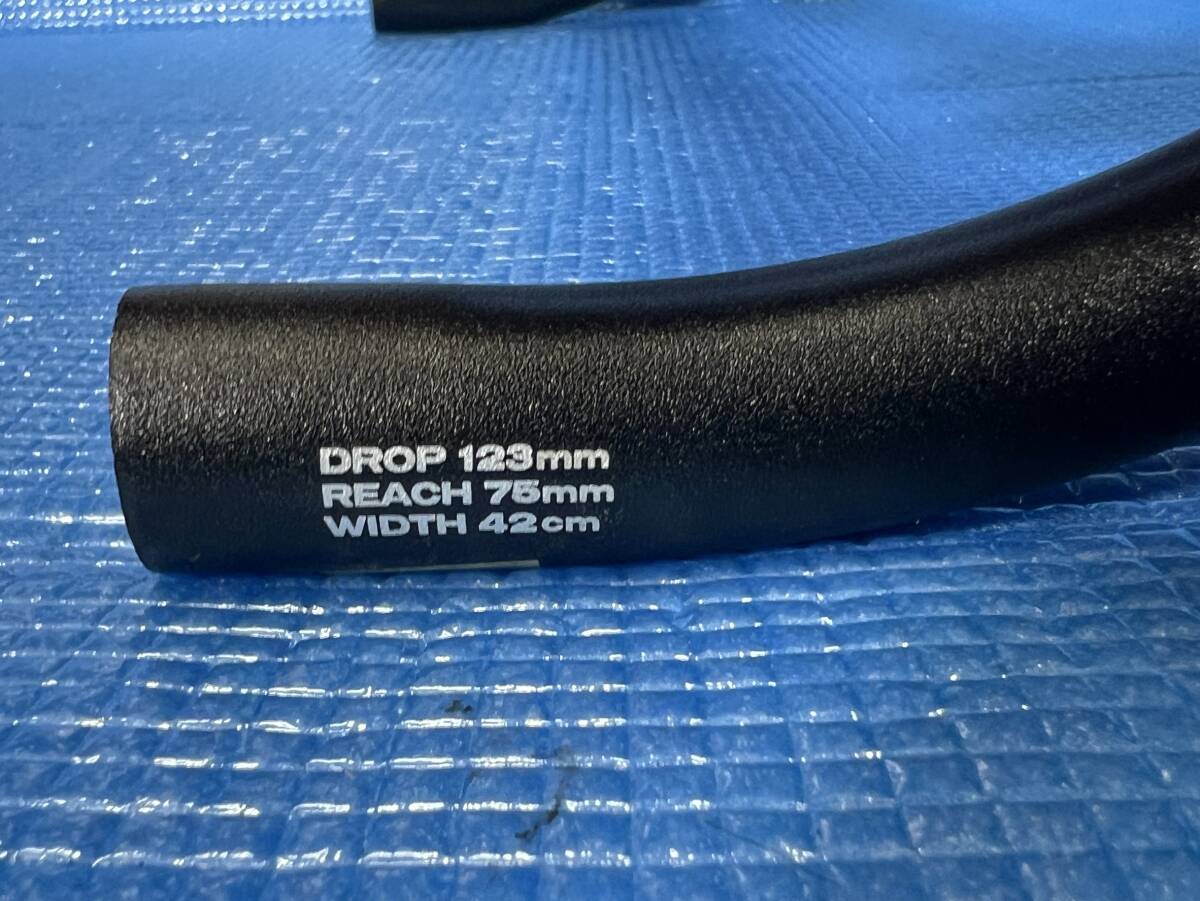 DROP 123mm
REACH 75mm
WIDTH 42cm